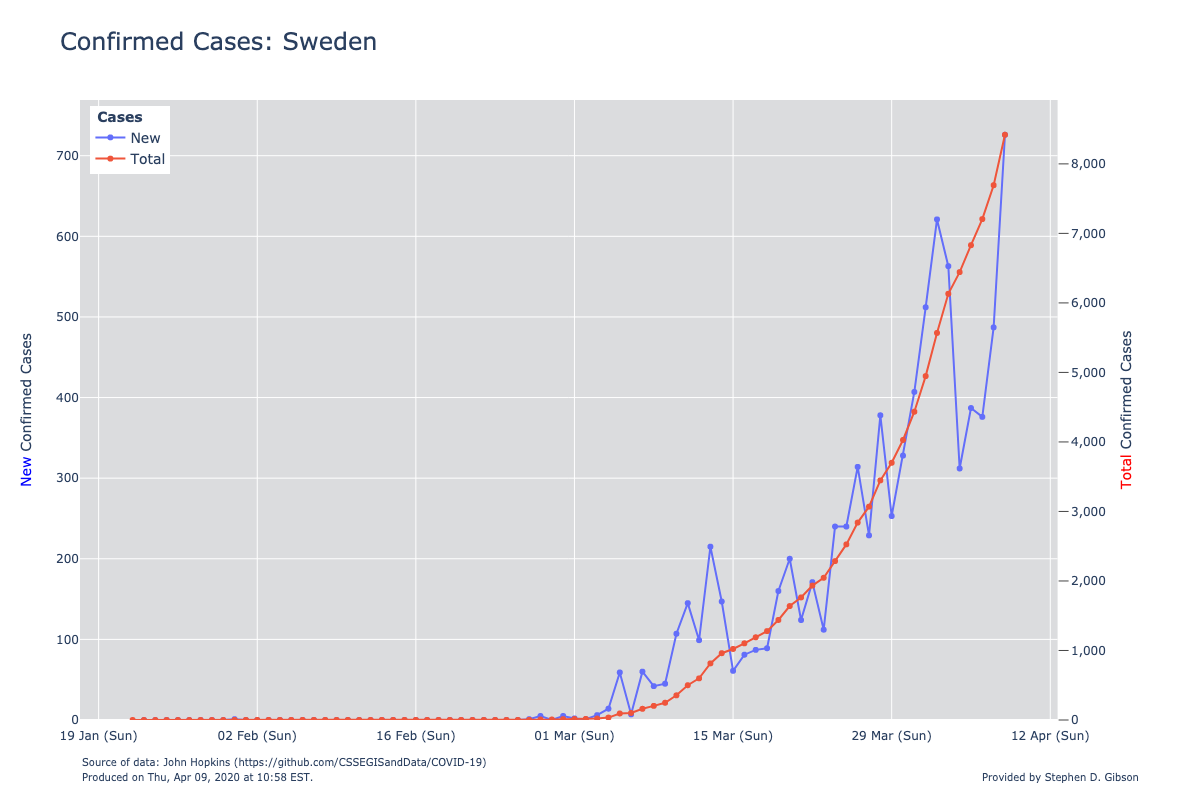 Confirmed Cases: Sweden
Cases
New
Total
700
600
500
400
300
200
100
0
8,000
7,000
6,000
5,000
4,000
3,000
2,000
1,000
0
New Confirmed Cases
Total Confirmed Cases
19 Jan (Sun) 02 Feb (Sun) 16 Feb (Sun) 01 Mar (Sun) 15 Mar (Sun) 29 Mar (Sun) 12 Apr (Sun)
Source of data: John Hopkins (https://github.com/CSSEGISandData/COVID-19)
Produced on Thu, Apr 09, 2020 at 10:58 EST.
Provided by Stephen D. Gibson